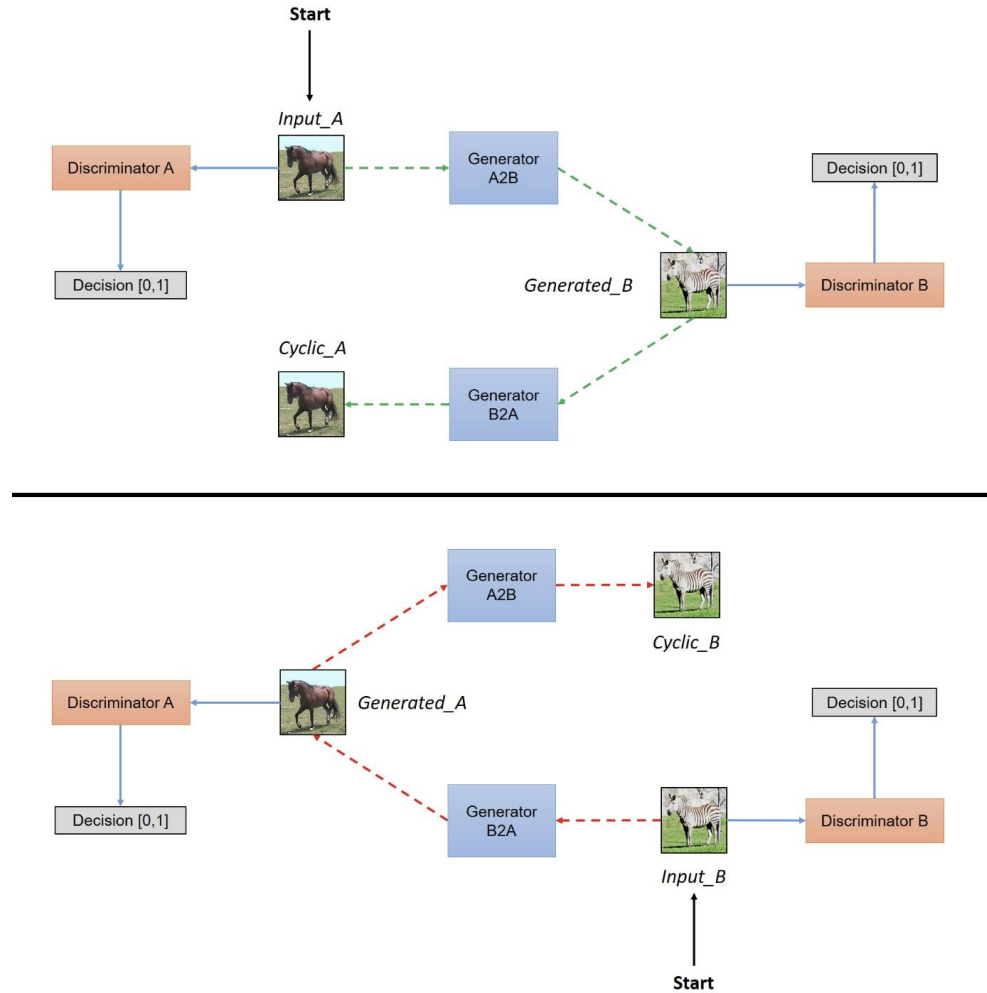 Start
Input_A
Discriminator A
Generator
A2B
Decision [0,1]
Decision [0,1]
Generated_B
Discriminator B
Cyclic_A
Generator
B2A
Generator
A2B
Cyclic_B
Discriminator A
Generated_A
Decision [0,1]
Decision [0,1]
Generator
B2A
Discriminator B
Input_B
Start